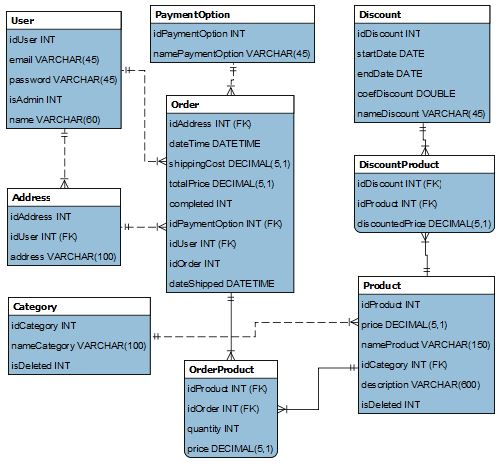 User
idUser INT
email VARCHAR(45)
password VARCHAR(45)
isAdmin INT
name VARCHAR(60)
PaymentOption
idPaymentOption INT
namePaymentOption VARCHAR(45)
Discount
idDiscount INT
startDate DATE
endDate DATE
coefDiscount DOUBLE
nameDiscount VARCHAR(45)
Order
idAddress INT (FK)
dateTime DATETIME
shippingCost DECIMAL(5,1)
totalPrice DECIMAL(5,1)
completed INT
idPaymentOption INT (FK)
idUser INT (FK)
idOrder INT
dateShipped DATETIME
DiscountProduct
idDiscount INT (FK)
idProduct INT (FK)
discountedPrice DECIMAL(5,1)
Address
idAddress INT
idUser INT (FK)
address VARCHAR(100)
Category
idCategory INT
nameCategory VARCHAR(100)
isDeleted INT
Product
idProduct INT
price DECIMAL(5,1)
nameProduct VARCHAR(150)
idCategory INT (FK)
description VARCHAR(600)
isDeleted INT
OrderProduct
idProduct INT (FK)
idOrder INT (FK)
quantity INT
price DECIMAL(5,1)